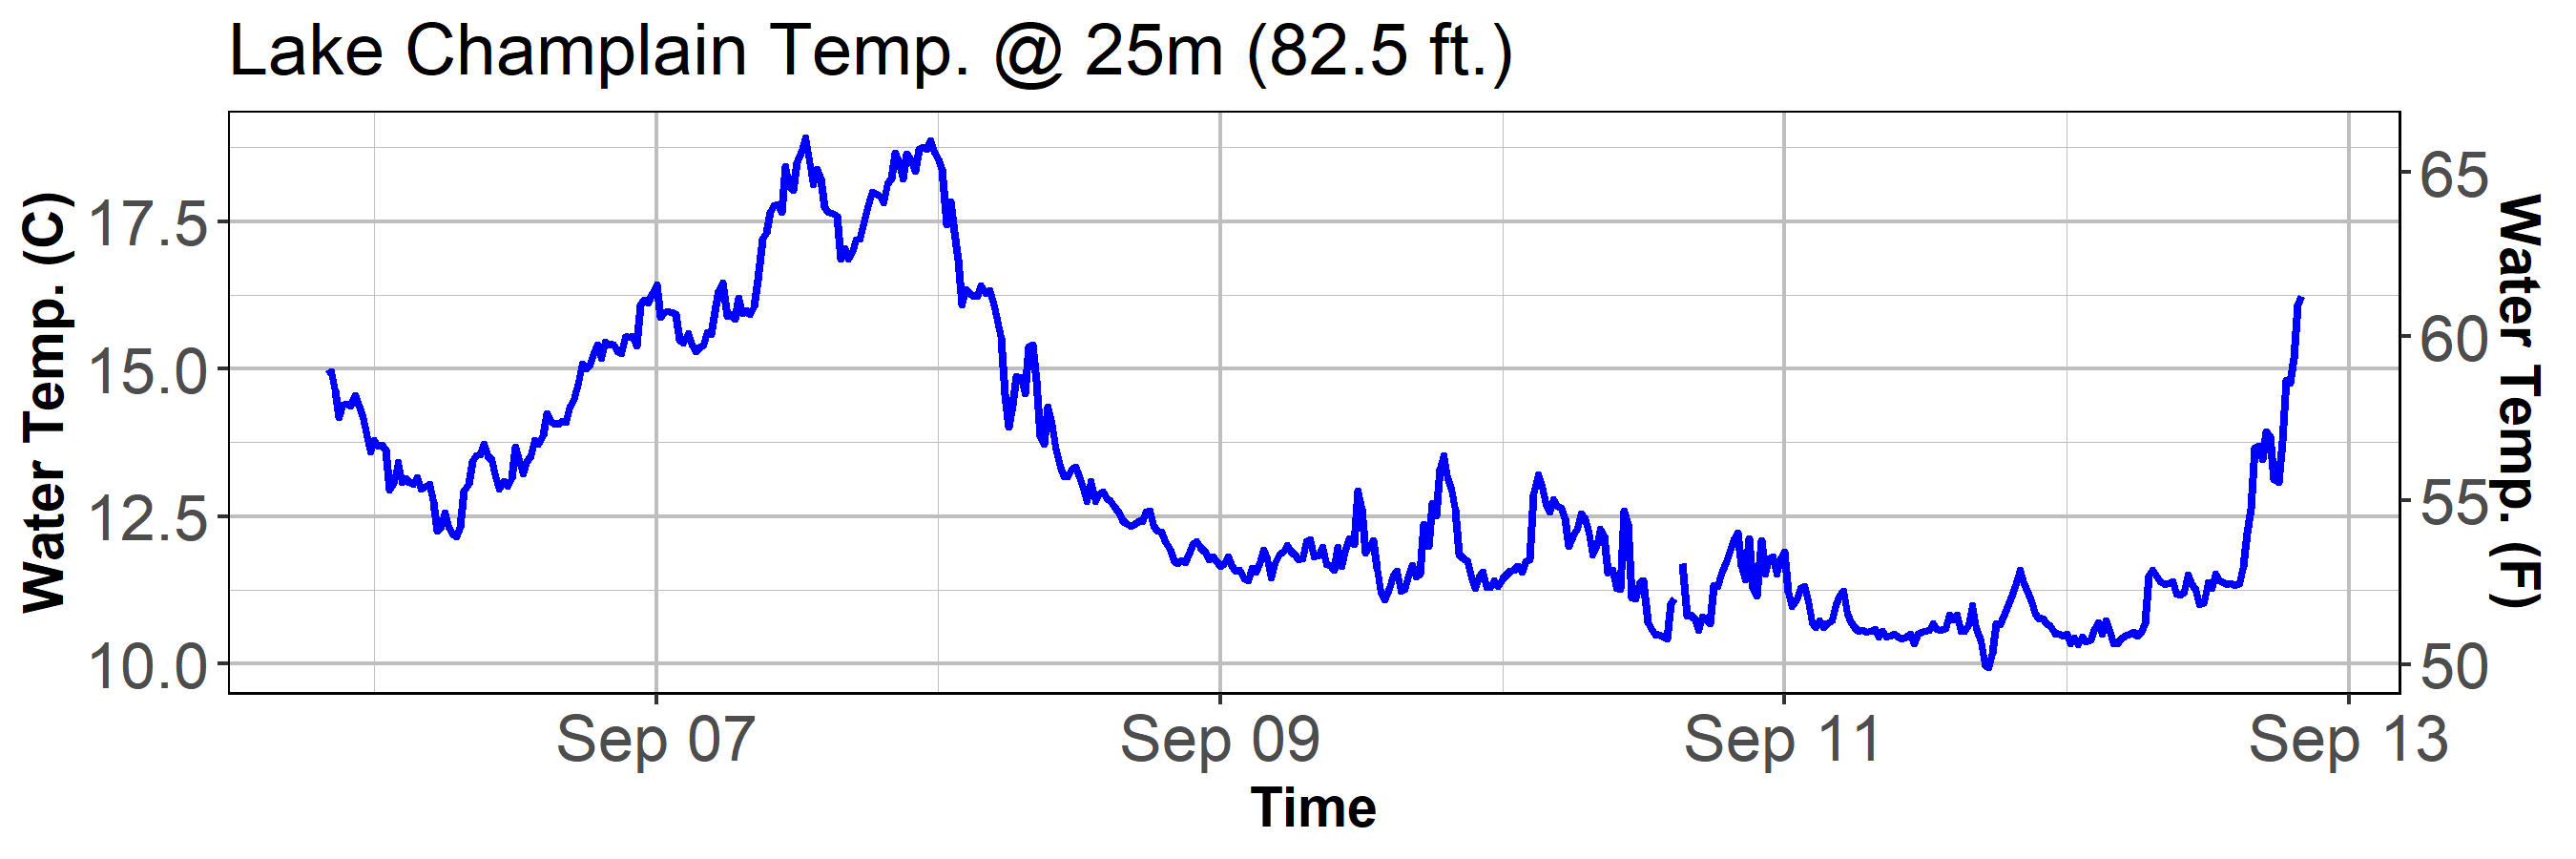 Lake Champlain Temp. @ 25m (82.5 ft.)
Water Temp. (C)
17.5
15.0
12.5
10.0
65
60
55
50
Water Temp. (F)
Sep 07 Sep 09 Sep 11 Sep 13
Time